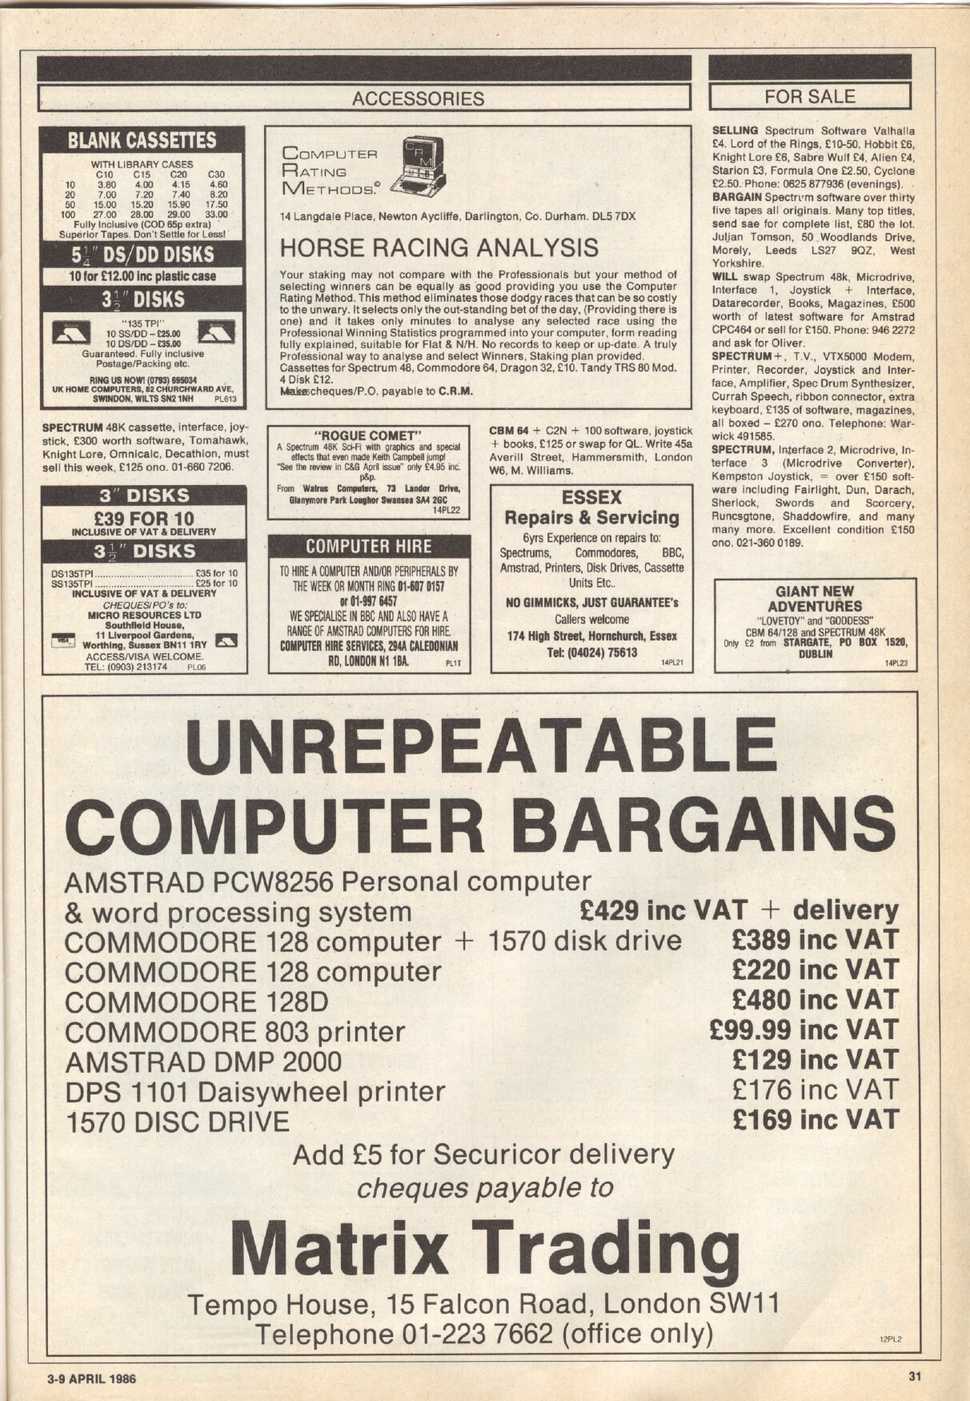 ACCESSORIES
BLANK CASSETTES
WITH LIBRARY CASES
C10 C15 C20 C30
10 3.80 4.00 4.15 4.60
20 7.00 7.20 7.40 8.20
50 15.00 15.20 15.90 17.50
100 27.00 28.00 29.00 33.00
Fully Inclusive (COD 65p extra)
Superior Tapes. Don't Settle for Less!
5¼" DS/DD DISKS
10 for £12.00 inc plastic case
3½" DISKS
"135 TPI"
10 SS/DD – £25.00
10 DS/DD – £35.00
Guaranteed. Fully inclusive
Postage/Packing etc.
RING US NOW! (0793) 695034
UK HOME COMPUTERS, 82 CHURCHWARD AVE,
SWINDON, WILTS SN2 1NH PL613
SPECTRUM 48K cassette, interface, joy-
stick, £300 worth software, Tomahawk,
Knight Lore, Omnicalc, Decathlon, must
sell this week, £125 ono. 01-660 7206.
3" DISKS
£39 FOR 10
INCLUSIVE OF VAT & DELIVERY
3½" DISKS
DS135TPI................................£35 for 10
SS135TPI................................£25 for 10
INCLUSIVE OF VAT & DELIVERY
CHEQUES/PO's to:
MICRO RESOURCES LTD
Southfield House,
11 Liverpool Gardens,
Worthing, Sussex BN11 1RY
VISA
ACCESS/VISA WELCOME.
TEL: (0903) 213174 PL06
COMPUTER
RATING
METHODS.©
CRM
14 Langdale Place, Newton Aycliffe, Darlington, Co. Durham. DL5 7DX
HORSE RACING ANALYSIS
Your staking may not compare with the Professionals but your method of
selecting winners can be equally as good providing you use the Computer
Rating Method. This method eliminates those dodgy races that can be so costly
to the unwary. It selects only the out-standing bet of the day, (Providing there is
one) and it takes only minutes to analyse any selected race using the
Professional Winning Statistics programmed into your computer, form reading
fully explained, suitable for Flat & N/H. No records to keep or up-date. A truly
Professional way to analyse and select Winners, Staking plan provided.
Cassettes for Spectrum 48, Commodore 64, Dragon 32, £10. Tandy TRS 80 Mod.
4 Disk £12.
Make cheques/P.O. payable to C.R.M.
"ROGUE COMET"
A Spectrum 48K Sci-Fi with graphics and special
effects that even made Keith Campbell jump!
"See the review in C&G April issue" only £4.95 inc.
p&p.
From Walrus Computers, 73 Landor Drive,
Glanymore Park Loughor Swansea SA4 2GC
14PL22
COMPUTER HIRE
TO HIRE A COMPUTER AND/OR PERIPHERALS BY
THE WEEK OR MONTH RING 01-607 0157
or 01-997 6457
WE SPECIALISE IN BBC AND ALSO HAVE A
RANGE OF AMSTRAD COMPUTERS FOR HIRE.
COMPUTER HIRE SERVICES, 294A CALEDONIAN
RD, LONDON N1 1BA. PL1T
CBM 64 + C2N + 100 software, joystick
+ books, £125 or swap for QL. Write 45a
Averill Street, Hammersmith, London
W6, M. Williams.
ESSEX
Repairs & Servicing
6yrs Experience on repairs to:
Spectrums, Commodores, BBC,
Amstrad, Printers, Disk Drives, Cassette
Units Etc..
NO GIMMICKS, JUST GUARANTEE's
Callers welcome
174 High Street, Hornchurch, Essex
Tel: (04024) 75613
14PL21
FOR SALE
SELLING Spectrum Software Valhalla
£4. Lord of the Rings, £10-50. Hobbit £6,
Knight Lore £6, Sabre Wulf £4, Alien £4,
Starion £3, Formula One £2.50, Cyclone
£2.50. Phone: 0625 877936 (evenings).
BARGAIN Spectrum software over thirty
five tapes all originals. Many top titles,
send sae for complete list, £80 the lot.
Juljan Tomson, 50 Woodlands Drive,
Morely, Leeds LS27 9QZ, West
Yorkshire.
WILL swap Spectrum 48k, Microdrive,
Interface 1, Joystick + Interface,
Datarecorder, Books, Magazines, £500
worth of latest software for Amstrad
CPC464 or sell for £150. Phone: 946 2272
and ask for Oliver.
SPECTRUM+, T.V., VTX5000 Modem,
Printer, Recorder, Joystick and Inter-
face, Amplifier, Spec Drum Synthesizer,
Currah Speech, ribbon connector, extra
keyboard, £135 of software, magazines,
all boxed – £270 ono. Telephone: War-
wick 491585.
SPECTRUM, Interface 2, Microdrive, In-
terface 3 (Microdrive Converter),
Kempston Joystick, = over £150 soft-
ware including Fairlight, Dun, Darach,
Sherlock, Swords and Scorcery,
Runcsgtone, Shaddowfire, and many
many more. Excellent condition £150
ono. 021-360 0189.
GIANT NEW
ADVENTURES
"LOVETOY" and "GODDESS"
CBM 64/128 and SPECTRUM 48K
Only £2 from STARGATE, PO BOX 1520,
DUBLIN
14PL23
UNREPEATABLE
COMPUTER BARGAINS
AMSTRAD PCW8256 Personal computer
& word processing system £429 inc VAT + delivery
COMMODORE 128 computer + 1570 disk drive £389 inc VAT
COMMODORE 128 computer £220 inc VAT
COMMODORE 128D £480 inc VAT
COMMODORE 803 printer £99.99 inc VAT
AMSTRAD DMP 2000 £129 inc VAT
DPS 1101 Daisywheel printer £176 inc VAT
1570 DISC DRIVE £169 inc VAT
Add £5 for Securicor delivery
cheques payable to
Matrix Trading
Tempo House, 15 Falcon Road, London SW11
Telephone 01-223 7662 (office only)
12PL2
3-9 APRIL 1986
31